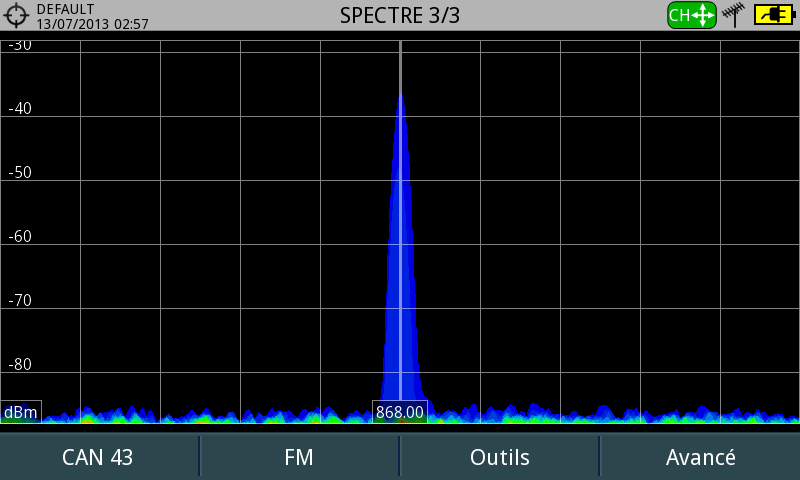 DEFAULT
13/07/2013 02:57
SPECTRE 3/3
CH
-30
-40
-50
-60
-70
-80
dBm
868.00
CAN 43
FM
Outils
Avancé